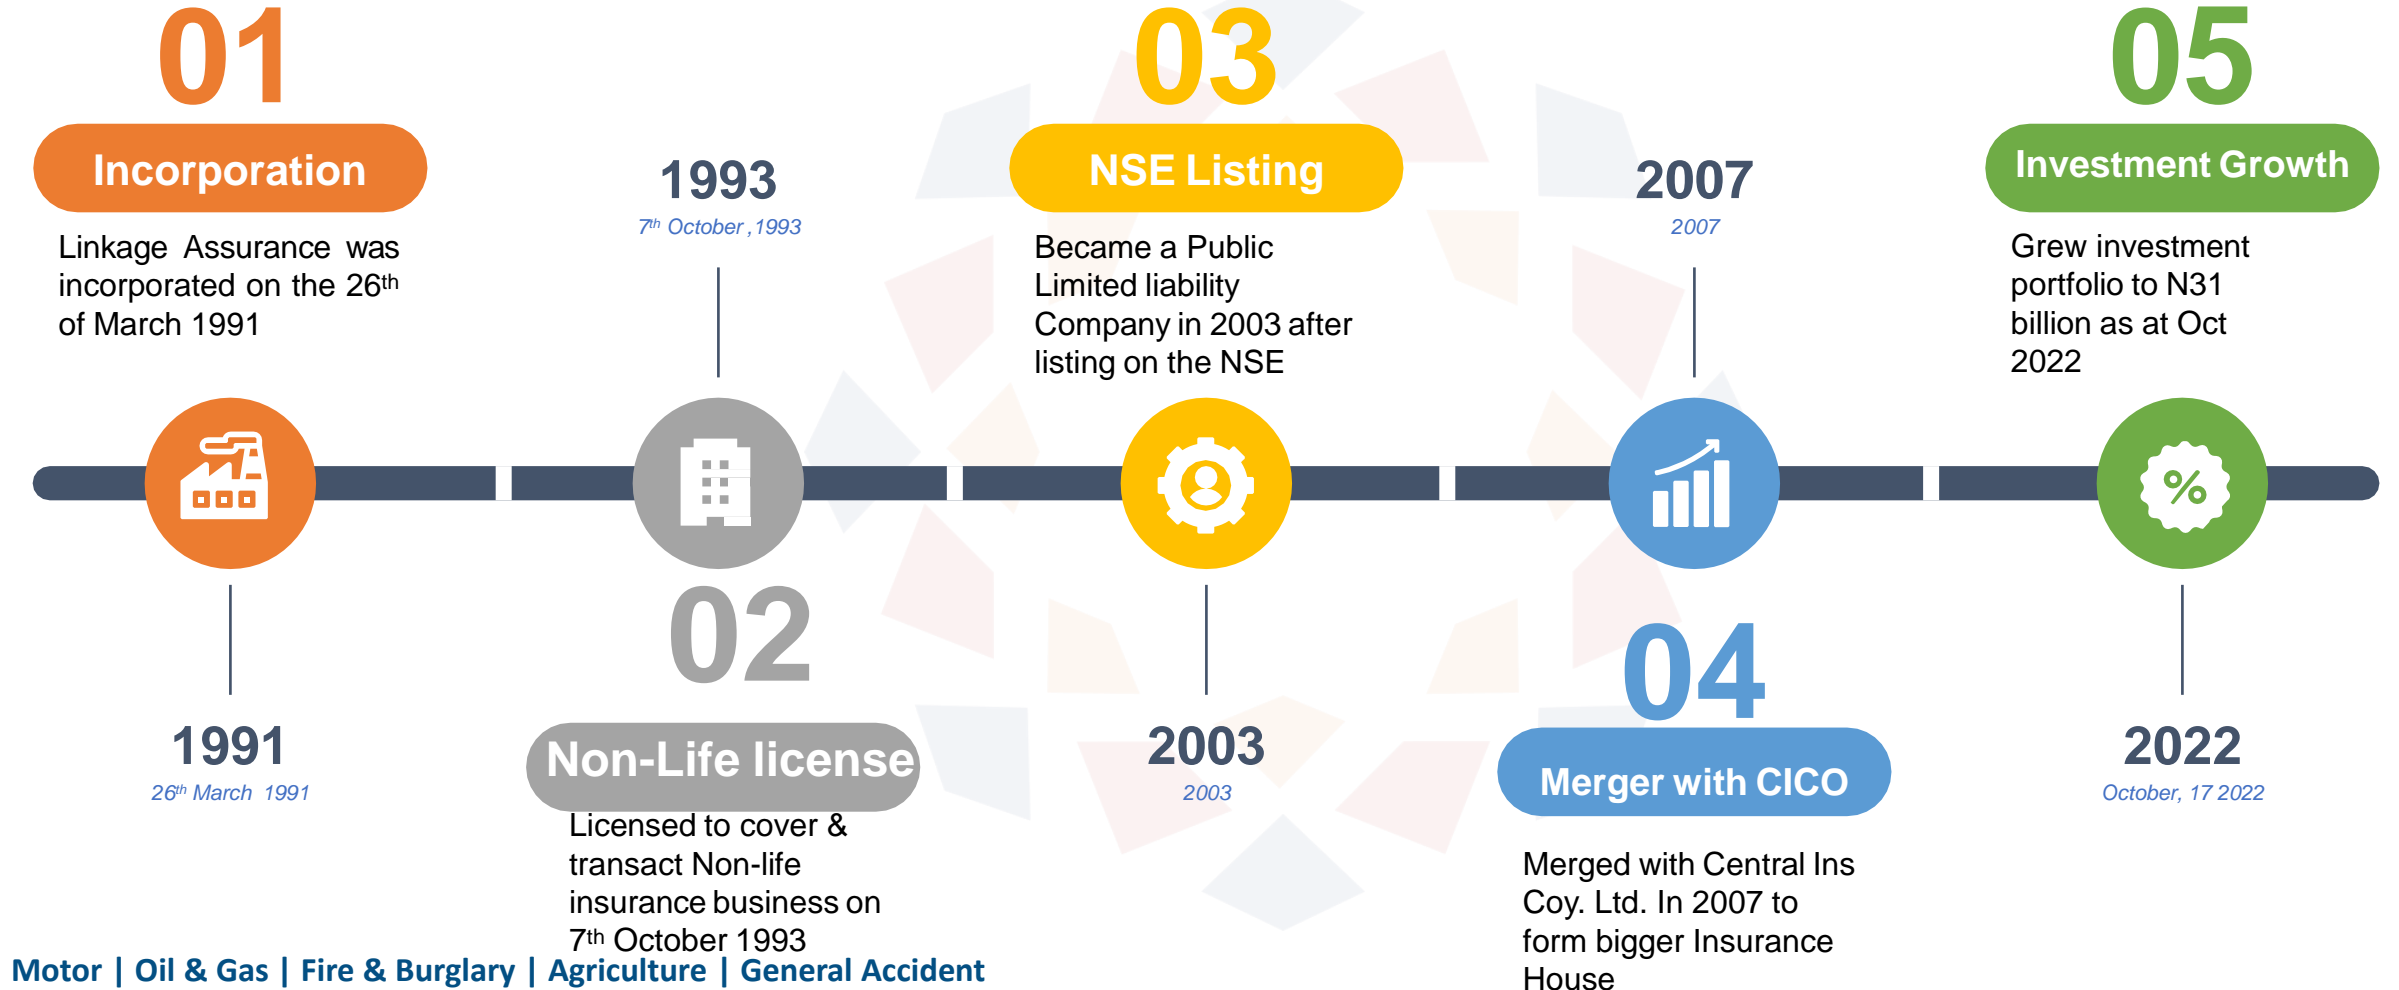 01
Incorporation
Linkage Assurance was
incorporated on the 26th
of March 1991
1991
26th March 1991
1993
7th October ,1993
02
Non-Life license
Licensed to cover &
transact Non-life
insurance business on
7th October 1993
03
NSE Listing
Became a Public
Limited liability
Company in 2003 after
listing on the NSE
2003
2003
2007
2007
04
Merger with CICO
Merged with Central Ins
Coy. Ltd. In 2007 to
form bigger Insurance
House
05
Investment Growth
Grew investment
portfolio to N31
billion as at Oct
2022
%
2022
October, 17 2022
Motor | Oil & Gas | Fire & Burglary | Agriculture | General Accident